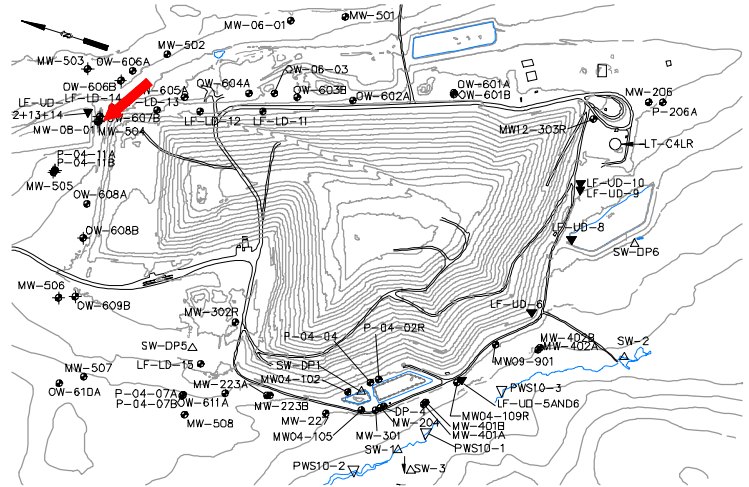 MW-501
MW-06-01
MW-502
MW-503
OW-606A
OW-06-03
OW-604A
OW-601A
OW-601B
MW-206
OW-606B
605A
OW-603B
OW-602A
P-206A
LF-LD-14
LF-UD-
LD-13
2+13+14
OW-607B
LF-LD-12
LF-LD-11
MW12-303R
MW-08-01
MW-504
LT-C4LR
P-04-11A
P-04-11B
MW-505
LF-UD-10
LF-UD-9
OW-608A
LF-UD-8
OW-608B
SW-DP6
MW-506
OW-609B
MW-302R
LF-UD-6
P-04-04
P-04-02R
MW-402B
MW-402A
SW-2
SW-DP5
LF-LD-15
SW-DP1
MW09-901
MW-507
MW04-102
MW-223A
PWS10-3
OW-610A
P-04-07A
P-04-07B
OW-611A
MW-223B
LF-UD-5AND6
DP-4
MW04-109R
MW-508
MW-227
MW-204
MW-401B
MW04-105
MW-301
MW-401A
SW-1
PWS10-1
PWS10-2
SW-3